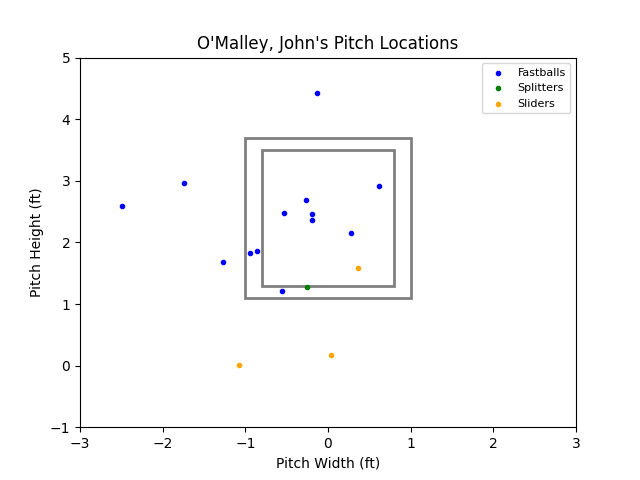 O'Malley, John's Pitch Locations
Fastballs
Splitters
Sliders
5
4
3
2
1
0
−1
−3
−2
−1
0
1
2
3
Pitch Height (ft)
Pitch Width (ft)